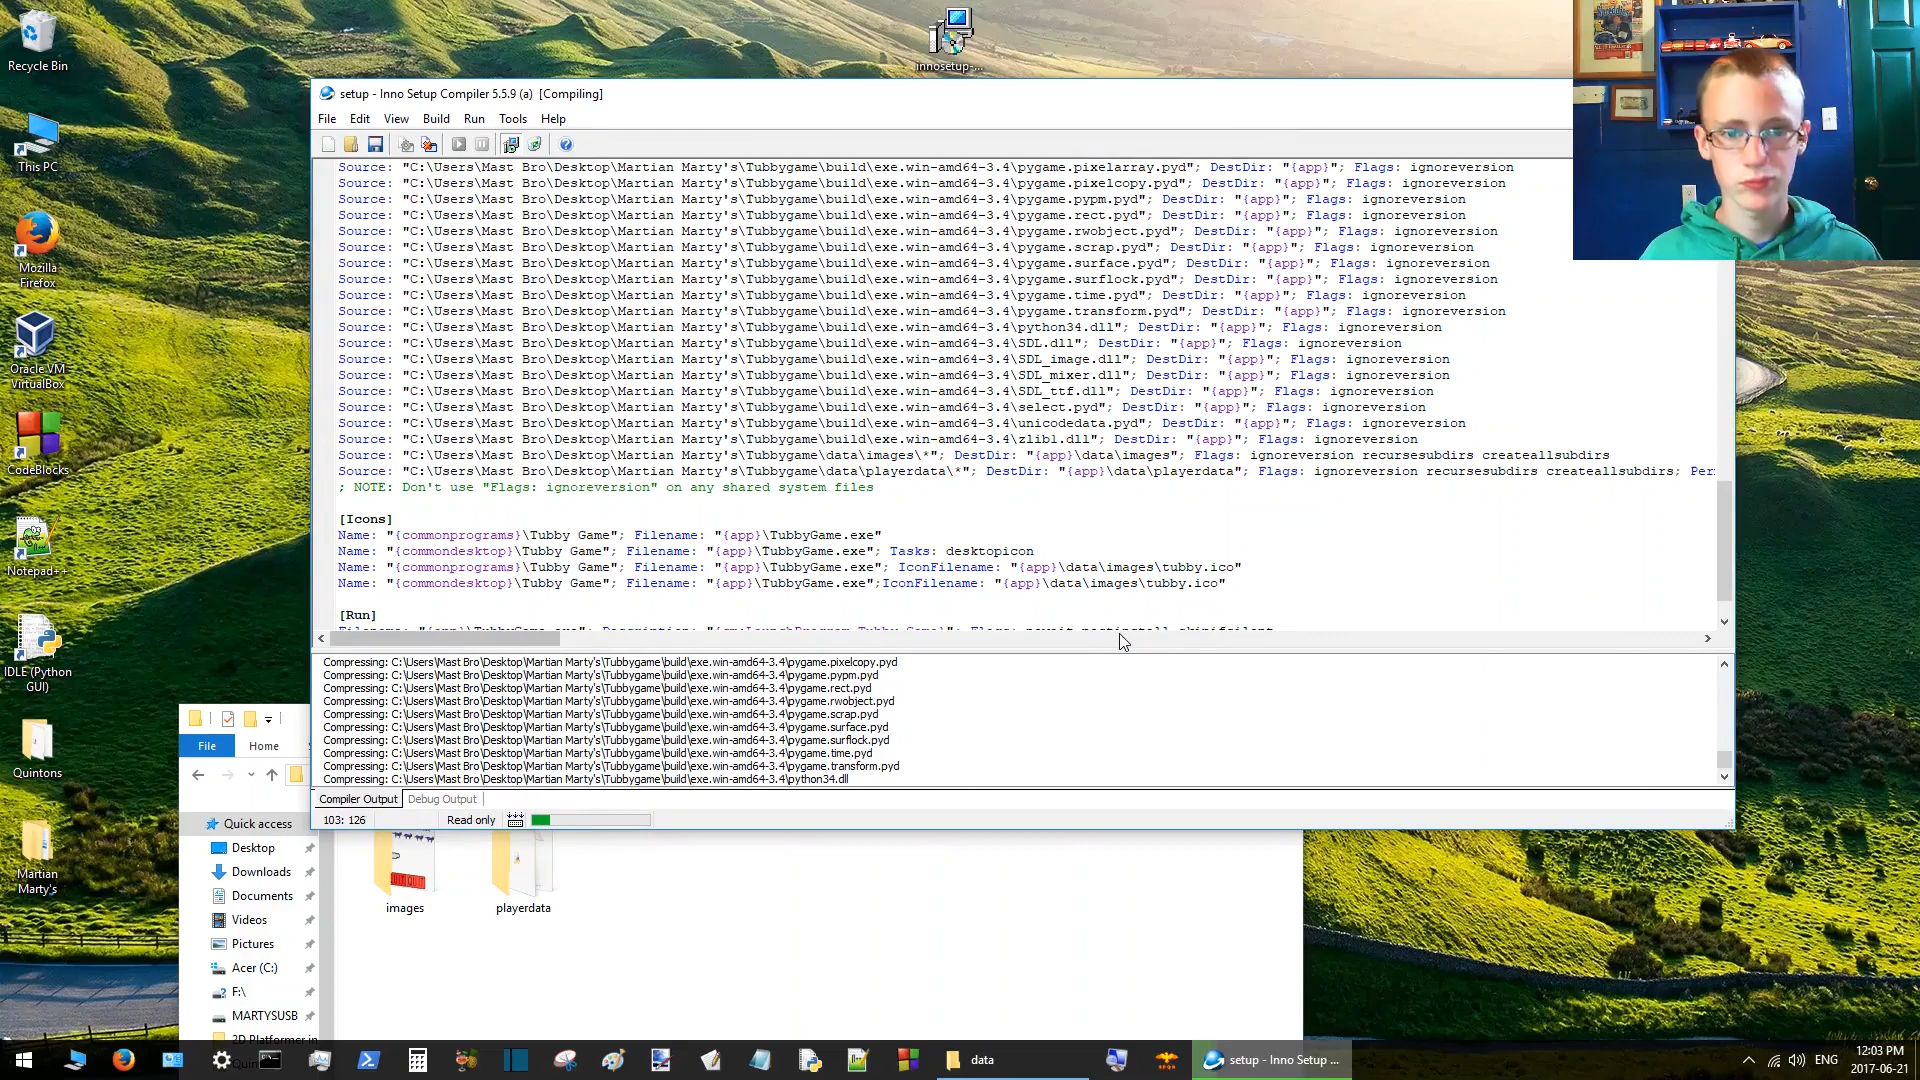 Recycle Bin
This PC
Mozilla
Firefox
Oracle VM
VirtualBox
CodeBlocks
Notepad++
IDLE (Python
GUI)
Quintons
Martian
Marty's
innosetup-...
setup - Inno Setup Compiler 5.5.9 (a) [Compiling]
File Edit View Build Run Tools Help
Source: "C:\Users\Mast Bro\Desktop\Martian Marty's\Tubbygame\build\exe.win-amd64-3.4\pygame.pixelarray.pyd"; DestDir: "{app}"; Flags: ignoreversion
Source: "C:\Users\Mast Bro\Desktop\Martian Marty's\Tubbygame\build\exe.win-amd64-3.4\pygame.pixelcopy.pyd"; DestDir: "{app}"; Flags: ignoreversion
Source: "C:\Users\Mast Bro\Desktop\Martian Marty's\Tubbygame\build\exe.win-amd64-3.4\pygame.pypm.pyd"; DestDir: "{app}"; Flags: ignoreversion
Source: "C:\Users\Mast Bro\Desktop\Martian Marty's\Tubbygame\build\exe.win-amd64-3.4\pygame.rect.pyd"; DestDir: "{app}"; Flags: ignoreversion
Source: "C:\Users\Mast Bro\Desktop\Martian Marty's\Tubbygame\build\exe.win-amd64-3.4\pygame.rwobject.pyd"; DestDir: "{app}"; Flags: ignoreversion
Source: "C:\Users\Mast Bro\Desktop\Martian Marty's\Tubbygame\build\exe.win-amd64-3.4\pygame.scrap.pyd"; DestDir: "{app}"; Flags: ignoreversion
Source: "C:\Users\Mast Bro\Desktop\Martian Marty's\Tubbygame\build\exe.win-amd64-3.4\pygame.surface.pyd"; DestDir: "{app}"; Flags: ignoreversion
Source: "C:\Users\Mast Bro\Desktop\Martian Marty's\Tubbygame\build\exe.win-amd64-3.4\pygame.surflock.pyd"; DestDir: "{app}"; Flags: ignoreversion
Source: "C:\Users\Mast Bro\Desktop\Martian Marty's\Tubbygame\build\exe.win-amd64-3.4\pygame.time.pyd"; DestDir: "{app}"; Flags: ignoreversion
Source: "C:\Users\Mast Bro\Desktop\Martian Marty's\Tubbygame\build\exe.win-amd64-3.4\pygame.transform.pyd"; DestDir: "{app}"; Flags: ignoreversion
Source: "C:\Users\Mast Bro\Desktop\Martian Marty's\Tubbygame\build\exe.win-amd64-3.4\python34.dll"; DestDir: "{app}"; Flags: ignoreversion
Source: "C:\Users\Mast Bro\Desktop\Martian Marty's\Tubbygame\build\exe.win-amd64-3.4\SDL.dll"; DestDir: "{app}"; Flags: ignoreversion
Source: "C:\Users\Mast Bro\Desktop\Martian Marty's\Tubbygame\build\exe.win-amd64-3.4\SDL_image.dll"; DestDir: "{app}"; Flags: ignoreversion
Source: "C:\Users\Mast Bro\Desktop\Martian Marty's\Tubbygame\build\exe.win-amd64-3.4\SDL_mixer.dll"; DestDir: "{app}"; Flags: ignoreversion
Source: "C:\Users\Mast Bro\Desktop\Martian Marty's\Tubbygame\build\exe.win-amd64-3.4\SDL_ttf.dll"; DestDir: "{app}"; Flags: ignoreversion
Source: "C:\Users\Mast Bro\Desktop\Martian Marty's\Tubbygame\build\exe.win-amd64-3.4\select.pyd"; DestDir: "{app}"; Flags: ignoreversion
Source: "C:\Users\Mast Bro\Desktop\Martian Marty's\Tubbygame\build\exe.win-amd64-3.4\unicodedata.pyd"; DestDir: "{app}"; Flags: ignoreversion
Source: "C:\Users\Mast Bro\Desktop\Martian Marty's\Tubbygame\build\exe.win-amd64-3.4\zlib1.dll"; DestDir: "{app}"; Flags: ignoreversion
Source: "C:\Users\Mast Bro\Desktop\Martian Marty's\Tubbygame\data\images\*"; DestDir: "{app}\data\images"; Flags: ignoreversion recursesubdirs createallsubdirs
Source: "C:\Users\Mast Bro\Desktop\Martian Marty's\Tubbygame\data\playerdata\*"; DestDir: "{app}\data\playerdata"; Flags: ignoreversion recursesubdirs createallsubdirs; Per
; NOTE: Don't use "Flags: ignoreversion" on any shared system files
[Icons]
Name: "{commonprograms}\Tubby Game"; Filename: "{app}\TubbyGame.exe"
Name: "{commondesktop}\Tubby Game"; Filename: "{app}\TubbyGame.exe"; Tasks: desktopicon
Name: "{commonprograms}\Tubby Game"; Filename: "{app}\TubbyGame.exe"; IconFilename: "{app}\data\images\tubby.ico"
Name: "{commondesktop}\Tubby Game"; Filename: "{app}\TubbyGame.exe";IconFilename: "{app}\data\images\tubby.ico"
[Run]
Compressing: C:\Users\Mast Bro\Desktop\Martian Marty's\Tubbygame\build\exe.win-amd64-3.4\pygame.pixelcopy.pyd
Compressing: C:\Users\Mast Bro\Desktop\Martian Marty's\Tubbygame\build\exe.win-amd64-3.4\pygame.pypm.pyd
Compressing: C:\Users\Mast Bro\Desktop\Martian Marty's\Tubbygame\build\exe.win-amd64-3.4\pygame.rect.pyd
Compressing: C:\Users\Mast Bro\Desktop\Martian Marty's\Tubbygame\build\exe.win-amd64-3.4\pygame.rwobject.pyd
Compressing: C:\Users\Mast Bro\Desktop\Martian Marty's\Tubbygame\build\exe.win-amd64-3.4\pygame.scrap.pyd
Compressing: C:\Users\Mast Bro\Desktop\Martian Marty's\Tubbygame\build\exe.win-amd64-3.4\pygame.surface.pyd
Compressing: C:\Users\Mast Bro\Desktop\Martian Marty's\Tubbygame\build\exe.win-amd64-3.4\pygame.surflock.pyd
Compressing: C:\Users\Mast Bro\Desktop\Martian Marty's\Tubbygame\build\exe.win-amd64-3.4\pygame.time.pyd
Compressing: C:\Users\Mast Bro\Desktop\Martian Marty's\Tubbygame\build\exe.win-amd64-3.4\pygame.transform.pyd
Compressing: C:\Users\Mast Bro\Desktop\Martian Marty's\Tubbygame\build\exe.win-amd64-3.4\python34.dll
Compiler Output Debug Output
103: 126 Read only
File Home
Quick access
Desktop
Downloads
Documents
Videos
Pictures
Acer (C:)
F:\
MARTYSUSB
2D Platformer in
images
playerdata
data
setup - Inno Setup ...
ENG
12:03 PM
2017-06-21